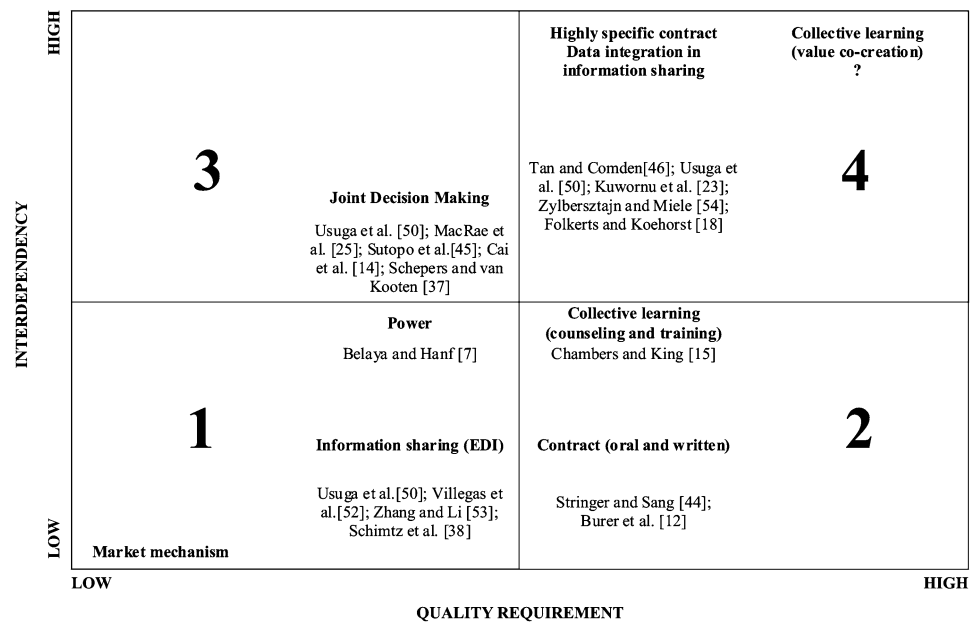 HIGH
Highly specific contract
Data integration in
information sharing
Collective learning
(value co-creation)
?
3
4
Tan and Comden[46]; Usuga et
al. [50]; Kuwornu et al. [23];
Zylbersztajn and Miele [54];
Folkerts and Koehorst [18]
Joint Decision Making
Usuga et al. [50]; MacRae et
al. [25]; Sutopo et al.[45]; Cai
et al. [14]; Schepers and van
Kooten [37]
INTERDEPENDENCY
Power
Belaya and Hanf [7]
Collective learning
(counseling and training)
Chambers and King [15]
1
2
Information sharing (EDI)
Contract (oral and written)
Usuga et al.[50]; Villegas et
al.[52]; Zhang and Li [53];
Schimtz et al. [38]
Stringer and Sang [44];
Burer et al. [12]
LOW
Market mechanism
LOW
HIGH
QUALITY REQUIREMENT